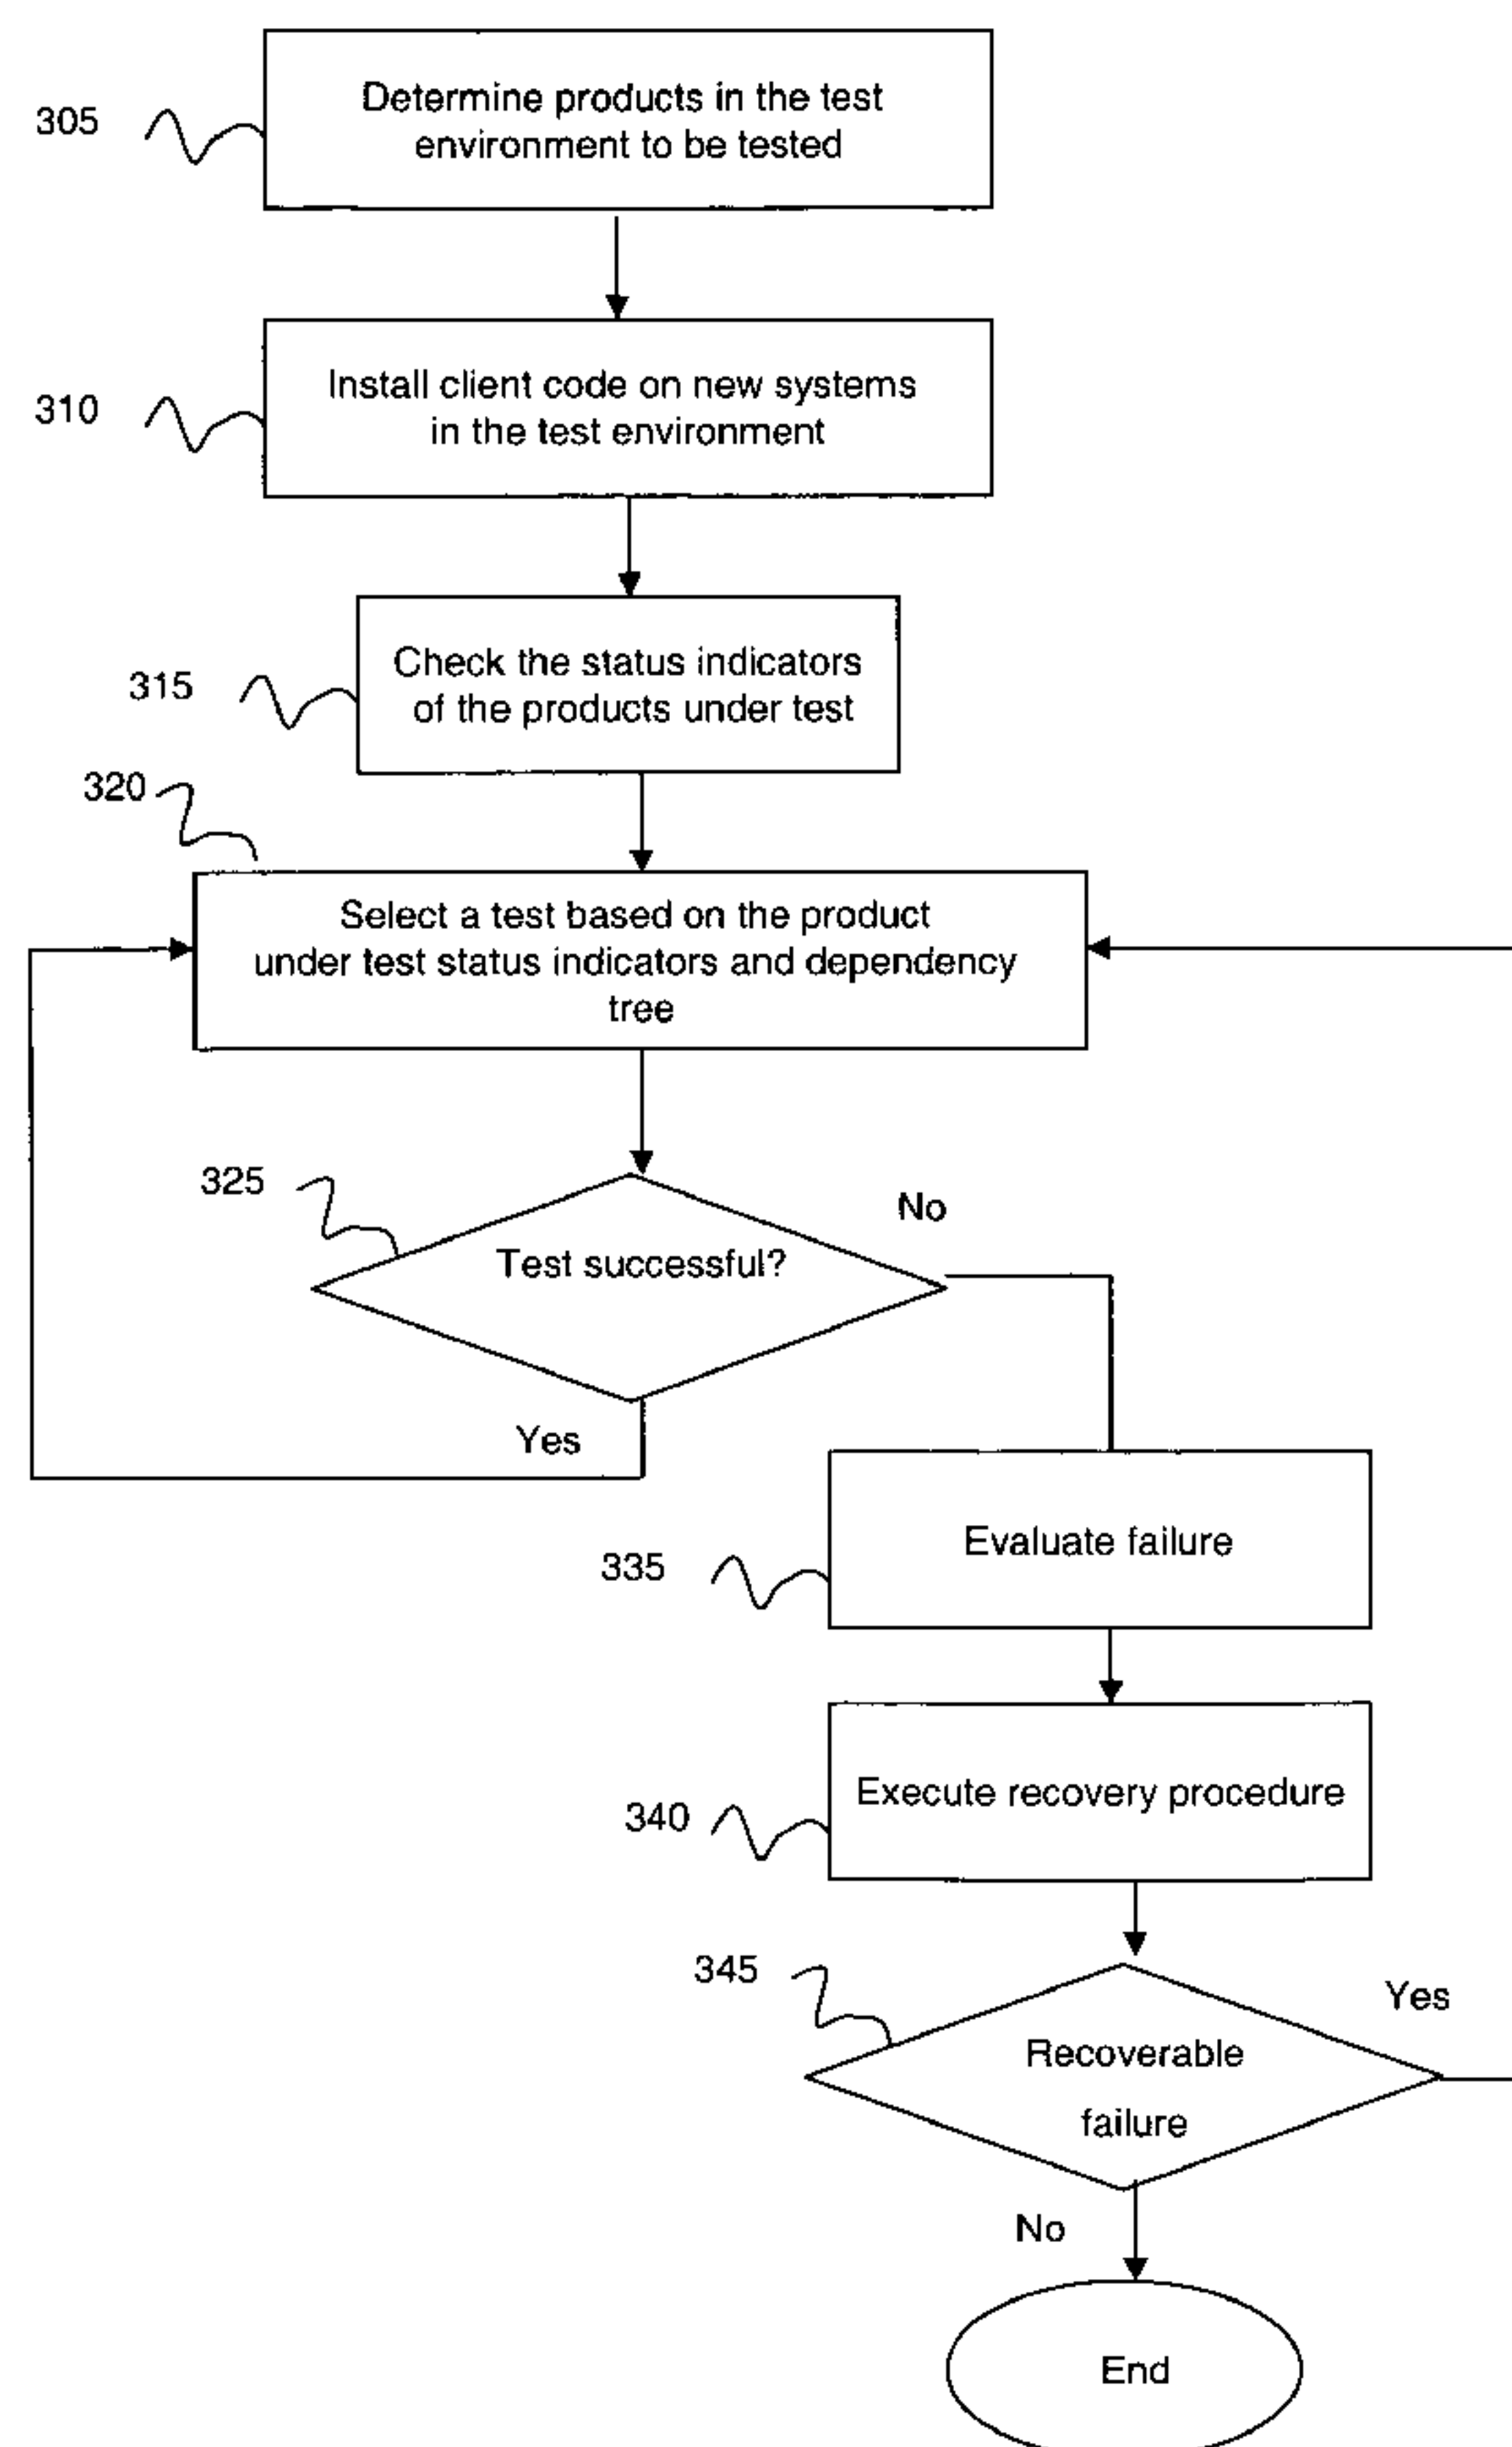 305
Determine products in the test
environment to be tested
310
Install client code on new systems
in the test environment
315
Check the status indicators
of the products under test
320
Select a test based on the product
under test status indicators and dependency
tree
325
No
Test successful?
Yes
335
Evaluate failure
340
Execute recovery procedure
345
Yes
Recoverable
failure
No
End